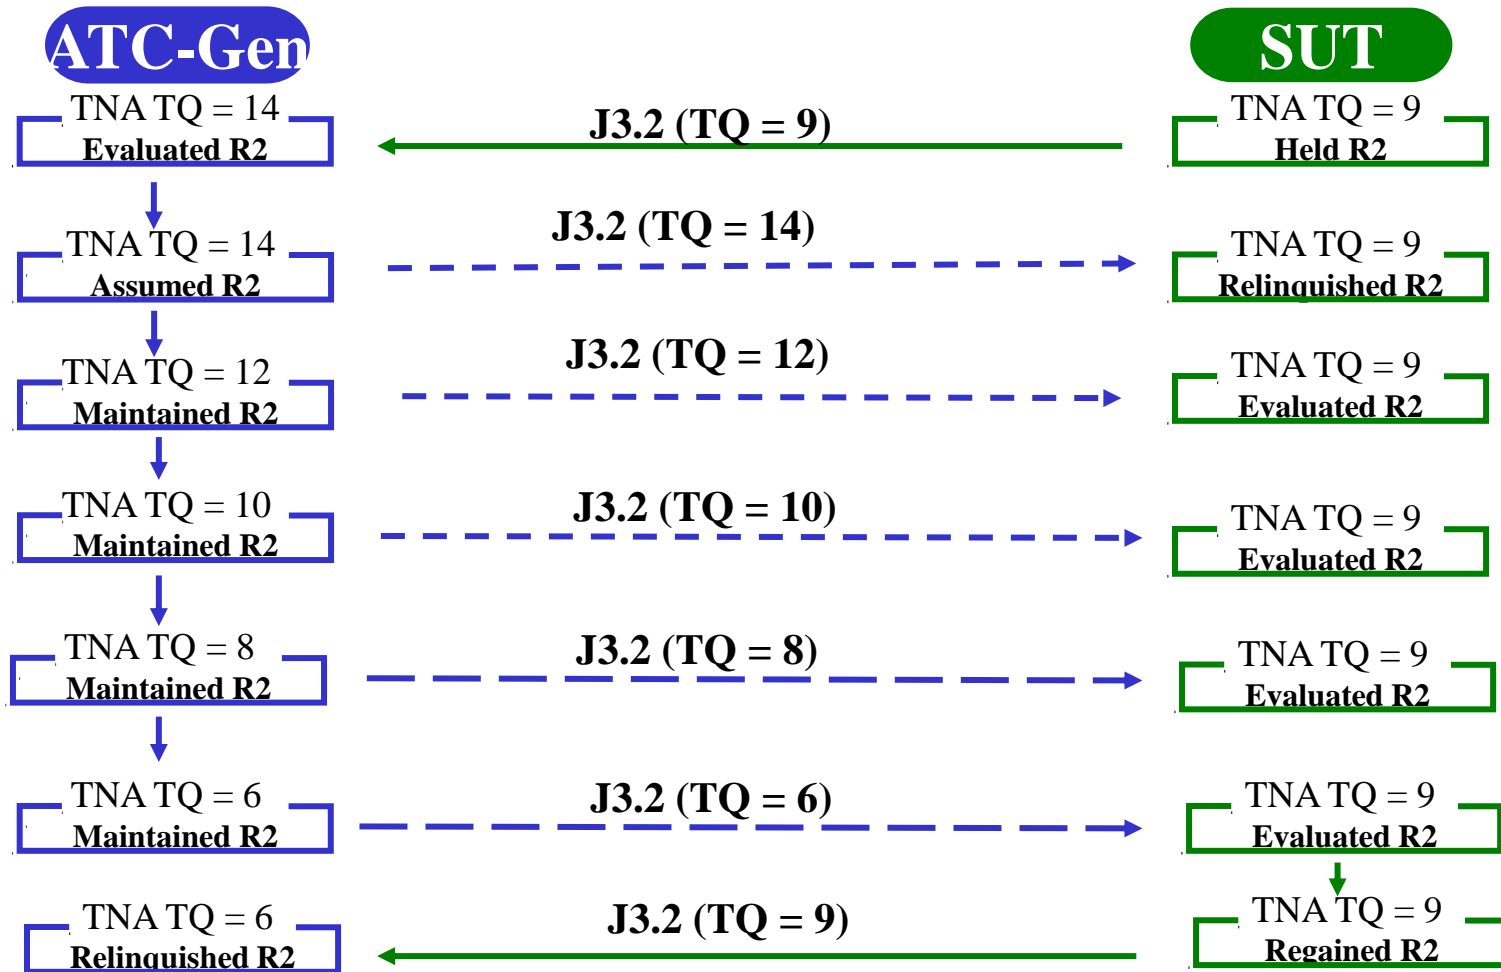 ATC-Gen
SUT
TNA TQ = 14
Evaluated R2
J3.2 (TQ = 9)
TNA TQ = 9
Held R2
TNA TQ = 14
Assumed R2
J3.2 (TQ = 14)
TNA TQ = 9
Relinquished R2
TNA TQ = 12
Maintained R2
J3.2 (TQ = 12)
TNA TQ = 9
Evaluated R2
TNA TQ = 10
Maintained R2
J3.2 (TQ = 10)
TNA TQ = 9
Evaluated R2
TNA TQ = 8
Maintained R2
J3.2 (TQ = 8)
TNA TQ = 9
Evaluated R2
TNA TQ = 6
Maintained R2
J3.2 (TQ = 6)
TNA TQ = 9
Evaluated R2
TNA TQ = 6
Relinquished R2
J3.2 (TQ = 9)
TNA TQ = 9
Regained R2